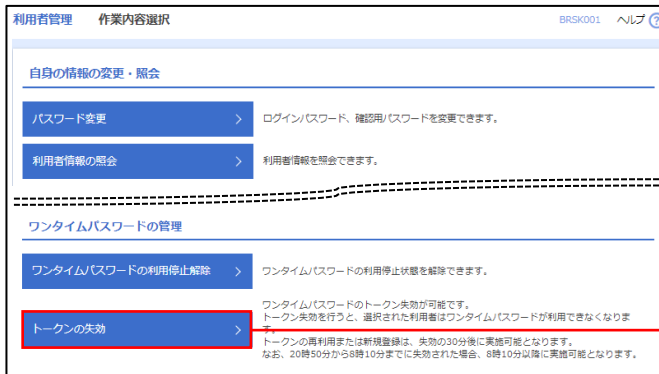 利用者管理 作業内容選択 BRSK001 ヘルプ ?
自身の情報の変更・照会
パスワード変更 ログインパスワード、確認用パスワードを変更できます。
利用者情報の照会 利用者情報を照会できます。
ワンタイムパスワードの管理
ワンタイムパスワードの利用停止解除 ワンタイムパスワードの利用停止状態を解除できます。
ワンタイムパスワードのトークン失効が可能です。
トークン失効を行うと、選択された利用者はワンタイムパスワードが利用できなくなりま
す。
トークンの失効
トークンの再利用または新規登録は、失効の30分後に実施可能となります。
なお、20時50分から8時10分までに失効された場合、8時10分以降に実施可能となります。